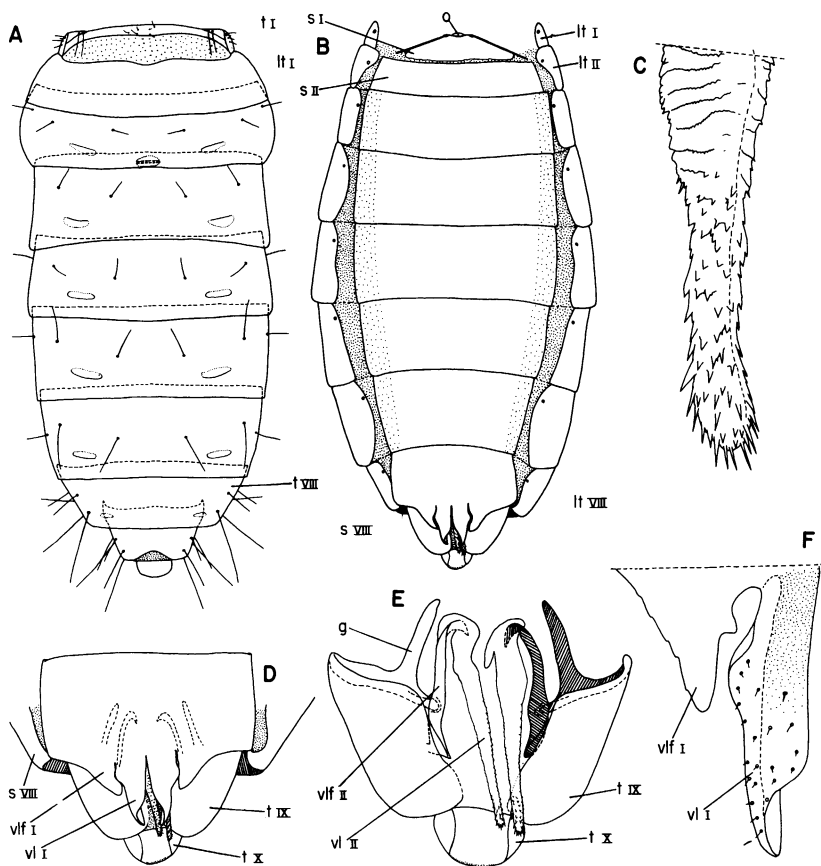 A
t I
lt I
t VIII
B
s I
s II
lt I
lt II
s VIII
lt VIII
C
D
s VIII
vlf I
vl I
t IX
t X
E
g
vlf II
vl II
t IX
t X
F
vlf I
vl I